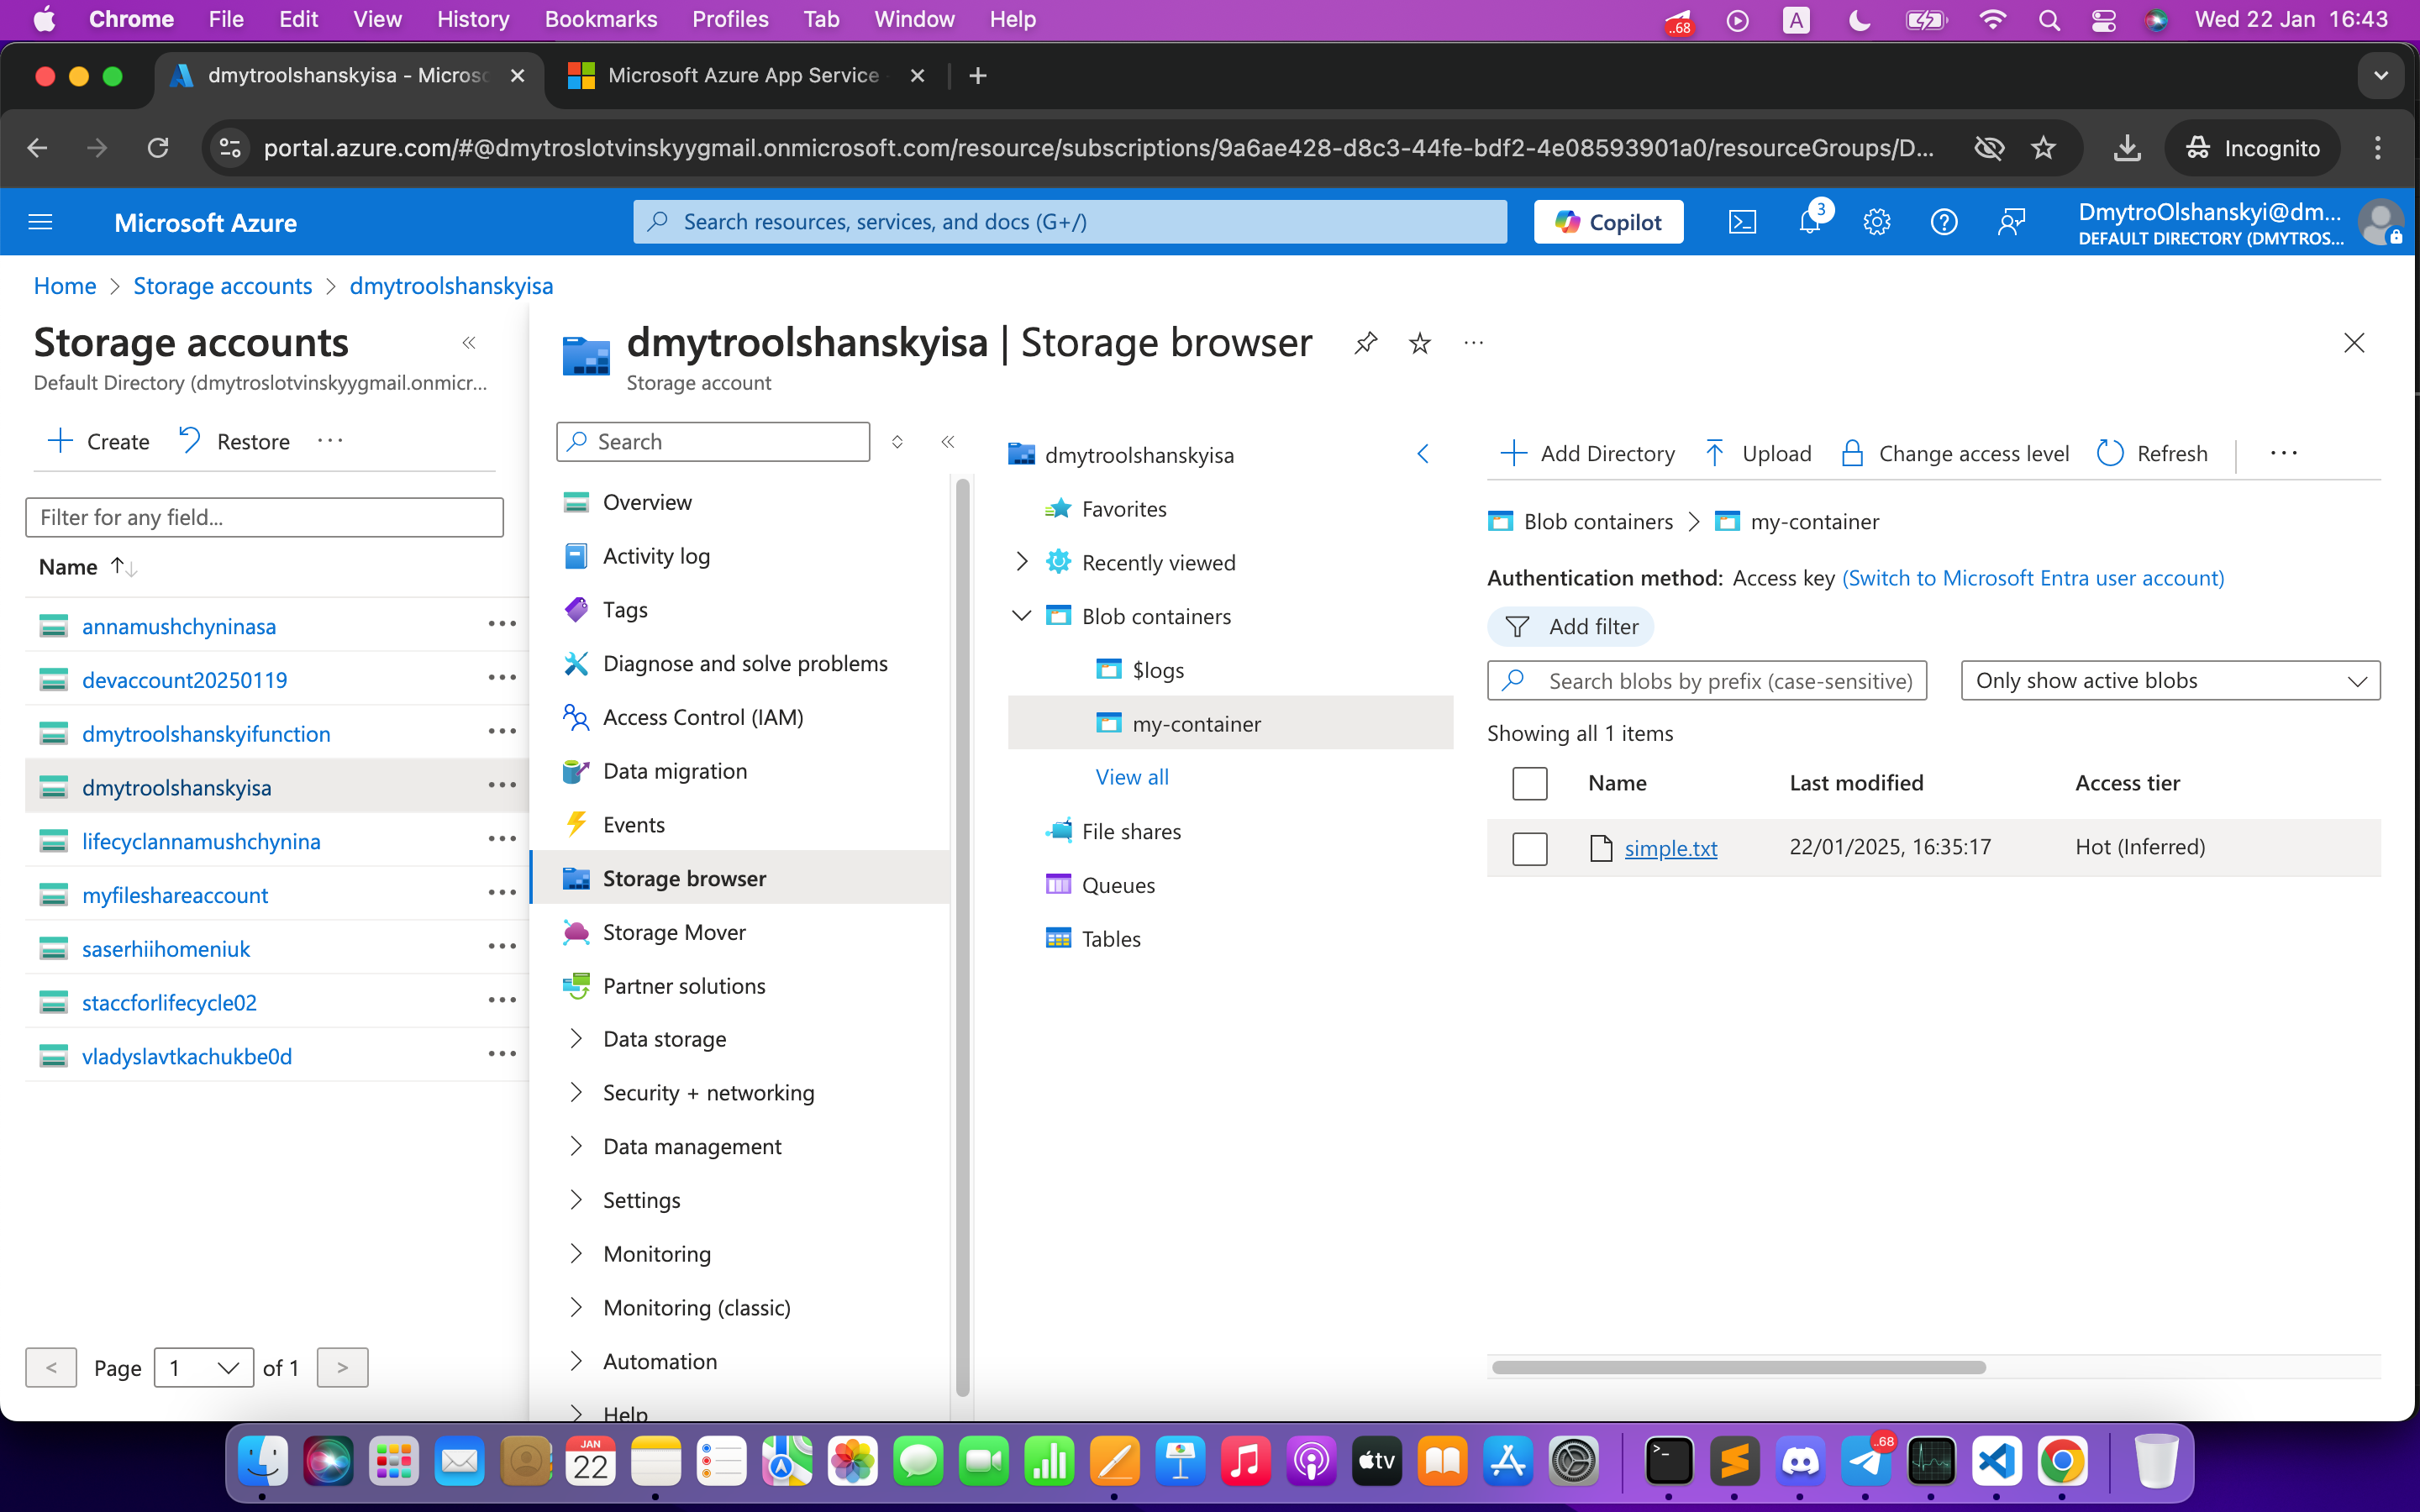 Chrome File Edit View History Bookmarks Profiles Tab Window Help ..68 A Wed 22 Jan 16:43
dmytroolshanskyisa - Microso Microsoft Azure App Service -
portal.azure.com/#@dmytroslotvinskyygmail.onmicrosoft.com/resource/subscriptions/9a6ae428-d8c3-44fe-bdf2-4e08593901a0/resourceGroups/D... Incognito
Microsoft Azure Search resources, services, and docs (G+/) Copilot 3 DmytroOlshanskyi@dm...
DEFAULT DIRECTORY (DMYTROS...
Home > Storage accounts > dmytroolshanskyisa
Storage accounts
Default Directory (dmytroslotvinskyygmail.onmicr...
Create Restore
Filter for any field...
Name
annamushchyninasa
devaccount20250119
dmytroolshanskyifunction
dmytroolshanskyisa
lifecyclannamushchynina
myfileshareaccount
saserhiihomeniuk
staccforlifecycle02
vladyslavtkachukbe0d
< Page 1 of 1 >
dmytroolshanskyisa | Storage browser
Storage account
Search
Overview
Activity log
Tags
Diagnose and solve problems
Access Control (IAM)
Data migration
Events
Storage browser
Storage Mover
Partner solutions
Data storage
Security + networking
Data management
Settings
Monitoring
Monitoring (classic)
Automation
Help
dmytroolshanskyisa
Favorites
Recently viewed
Blob containers
$logs
my-container
View all
File shares
Queues
Tables
Add Directory Upload Change access level Refresh
Blob containers > my-container
Authentication method: Access key (Switch to Microsoft Entra user account)
Add filter
Search blobs by prefix (case-sensitive) Only show active blobs
Showing all 1 items
Name Last modified Access tier
simple.txt 22/01/2025, 16:35:17 Hot (Inferred)
JAN
22
tv
..68